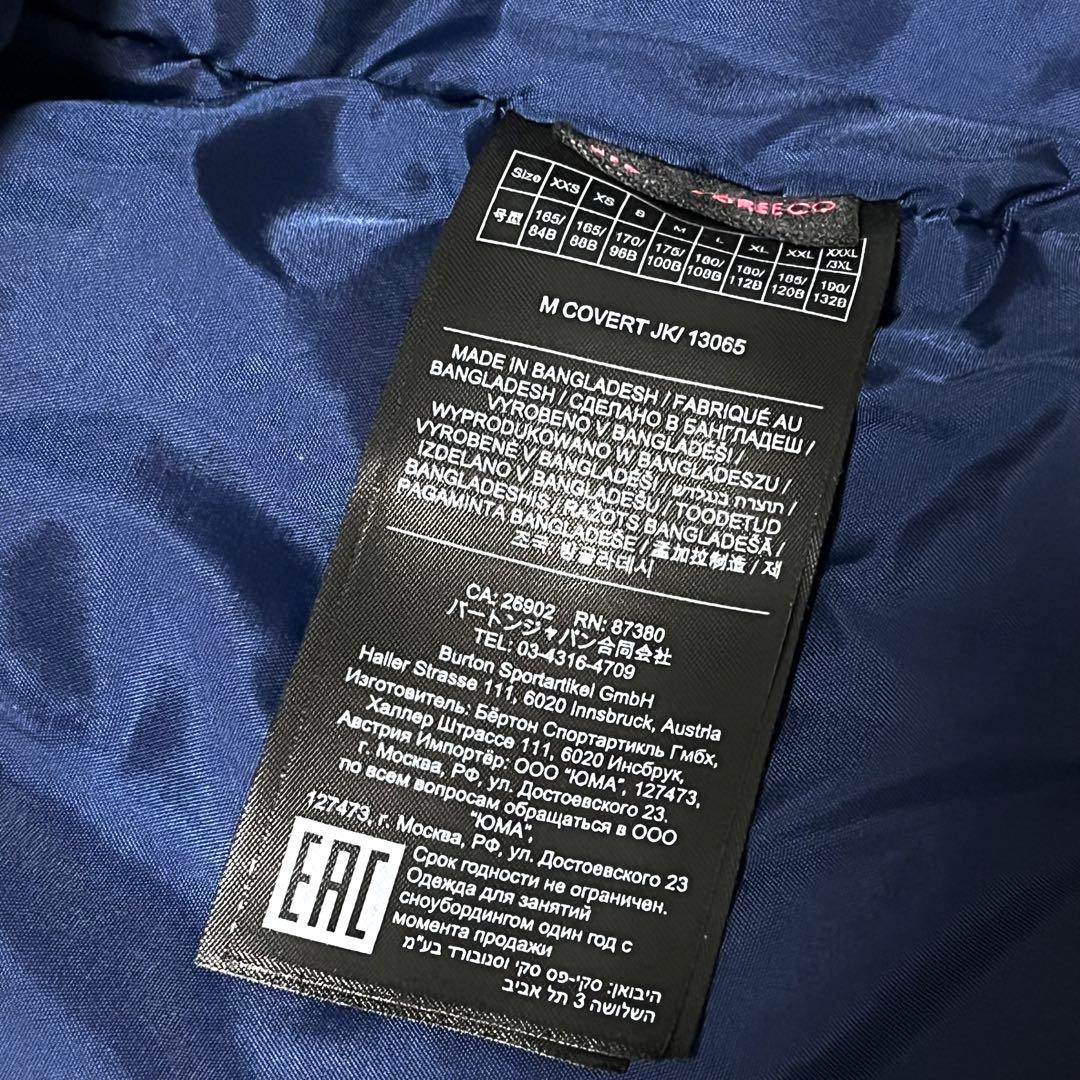 OREECO
Size XXS XS S M L XL XXL XXXL/3XL
号型 165/84B 165/88B 170/96B 175/100B 180/108B 180/112B 185/120B 190/132B
M COVERT JK/ 13065
MADE IN BANGLADESH / FABRIQUÉ AU
BANGLADESH / СДЕЛАНО В БАНГЛАДЕШ /
VYROBENO V BANGLADÉŠI /
WYPRODUKOWANO W BANGLADESZU /
VYROBENÉ V BANGLADÉŠI /
IZDELANO V BANGLADEŠU / תוצרת בנגלדש /
BANGLADESHIS / RAŽOTS BANGLADEŠĀ / TOODETUD
PAGAMINTA BANGLADEŠE / 孟加拉制造 / 제
조국 방글라데시
CA: 26902 RN: 87380
バートンジャパン合同会社
TEL: 03-4316-4709
Burton Sportartikel GmbH
Haller Strasse 111, 6020 Innsbruck, Austria
Изготовитель: Бёртон Спортартикль Гмбх,
Халлер Штрассе 111, 6020 Инсбрук,
Австрия Импортёр: ООО "ЮМА", 127473,
г. Москва, РФ, ул. Достоевского 23.
по всем вопросам обращаться в ООО
"ЮМА",
127473, г. Москва, РФ, ул. Достоевского 23
Срок годности не ограничен.
Одежда для занятий
сноубордингом один год с
момента продажи
EAC
היבואן: סקי-פס סקי וסנובורד בע"מ
השלושה 3 תל אביב